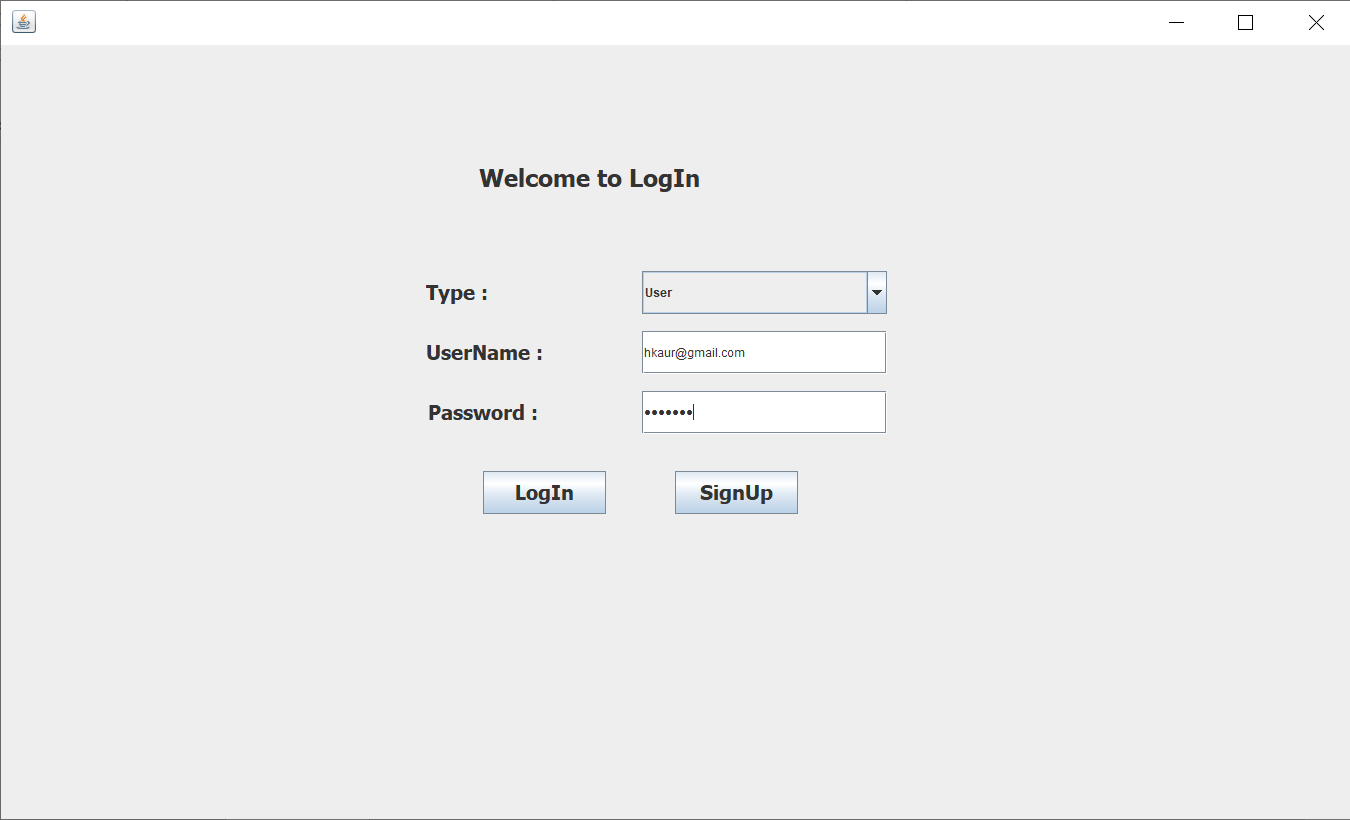 Welcome to LogIn
Type : User
UserName : hkaur@gmail.com
Password : •••••••
LogIn SignUp